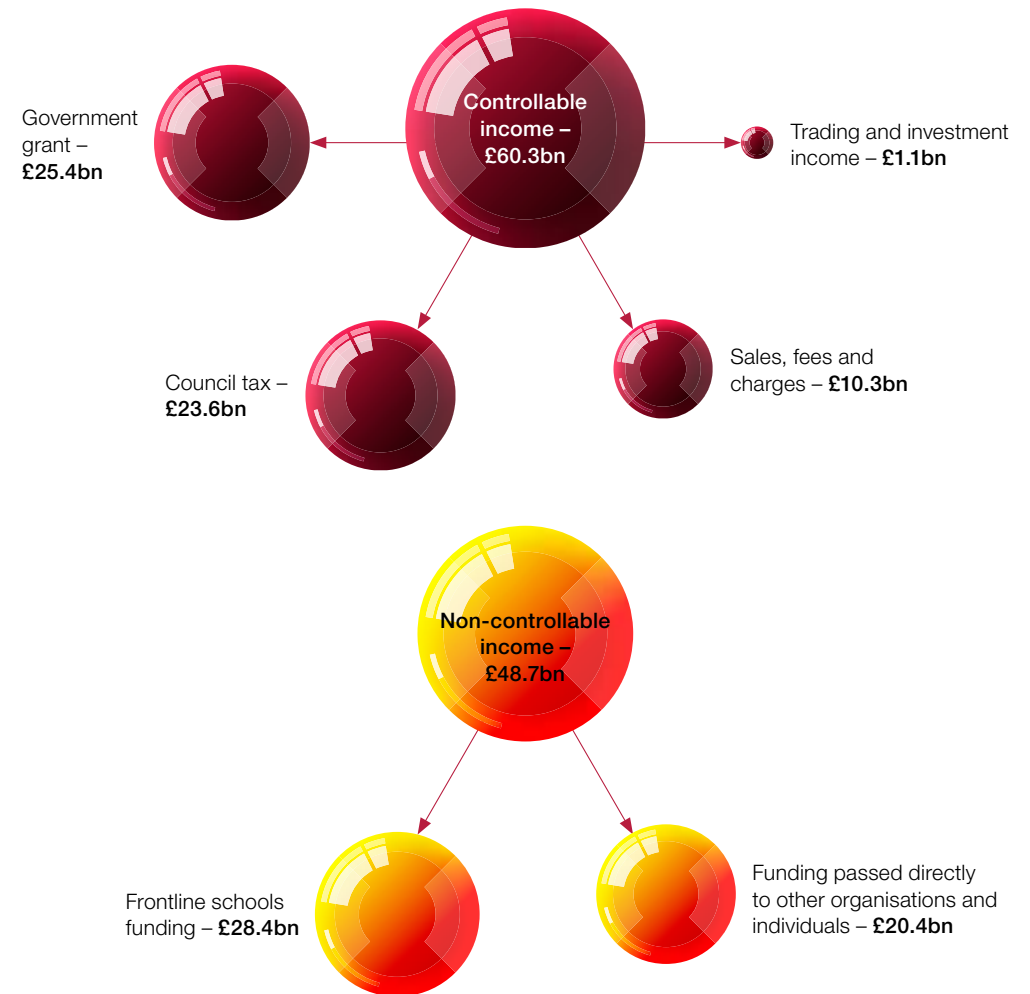 Controllable
income –
£60.3bn
Government
grant –
£25.4bn
Trading and investment
income – £1.1bn
Council tax –
£23.6bn
Sales, fees and
charges – £10.3bn
Non-controllable
income –
£48.7bn
Frontline schools
funding – £28.4bn
Funding passed directly
to other organisations and
individuals – £20.4bn